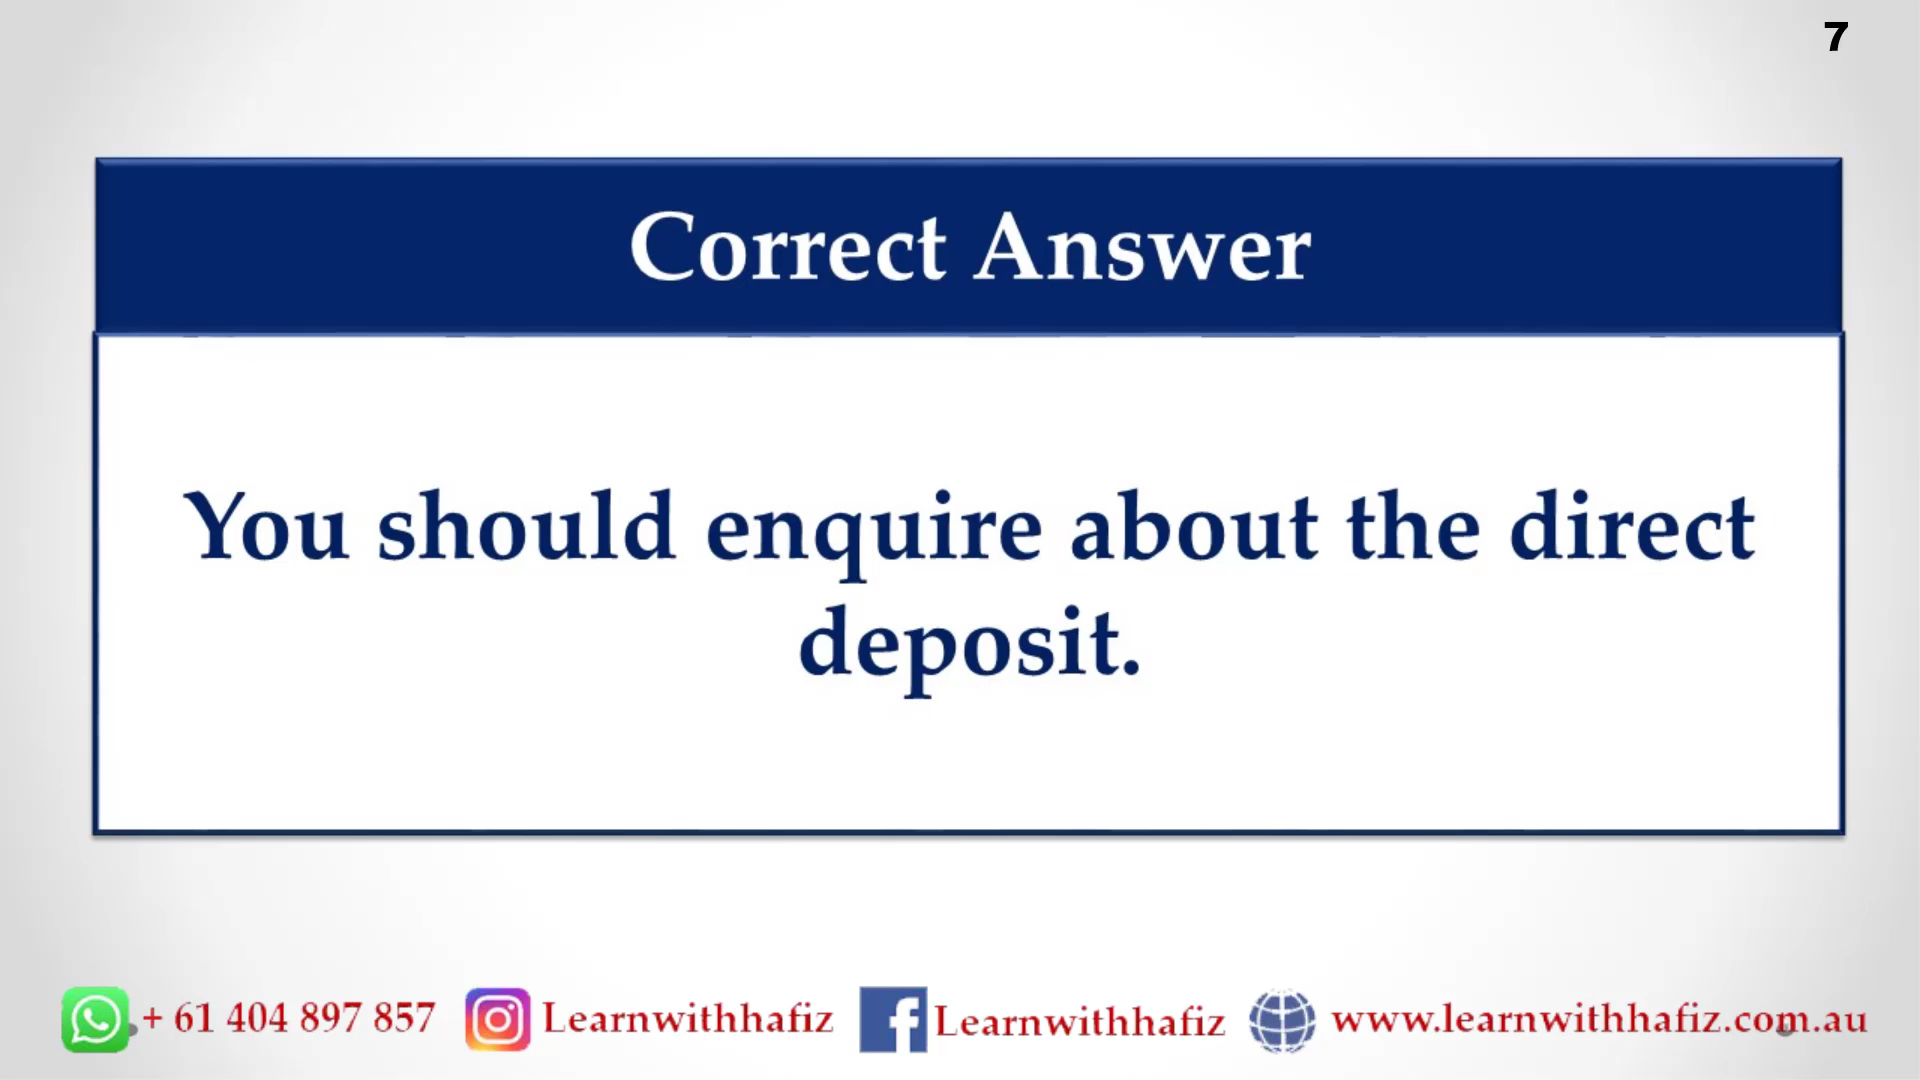 7
Correct Answer
You should enquire about the direct
deposit.
+ 61 404 897 857 Learnwithhafiz Learnwithhafiz www.learnwithhafiz.com.au